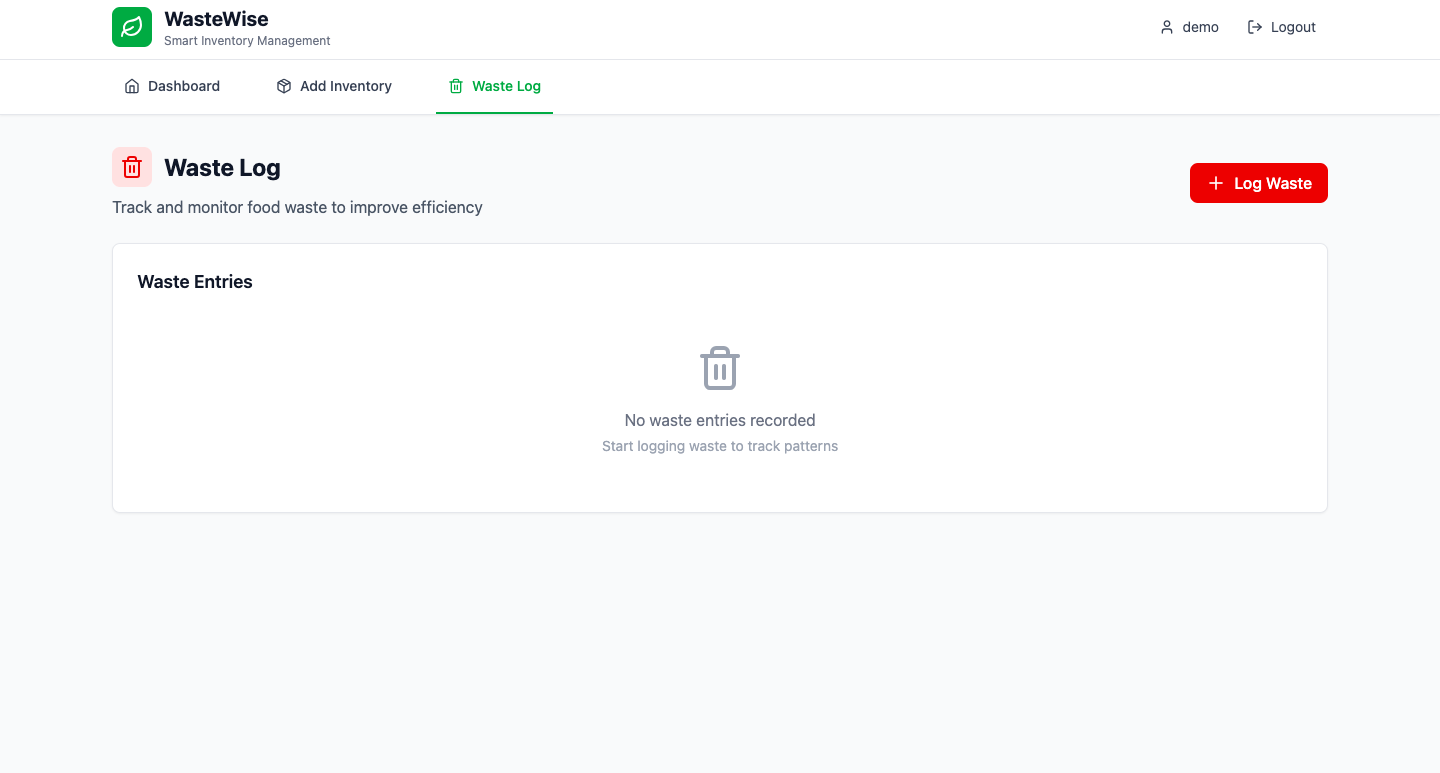 WasteWise
Smart Inventory Management
demo
Logout
Dashboard
Add Inventory
Waste Log
Waste Log
Track and monitor food waste to improve efficiency
Log Waste
Waste Entries
No waste entries recorded
Start logging waste to track patterns